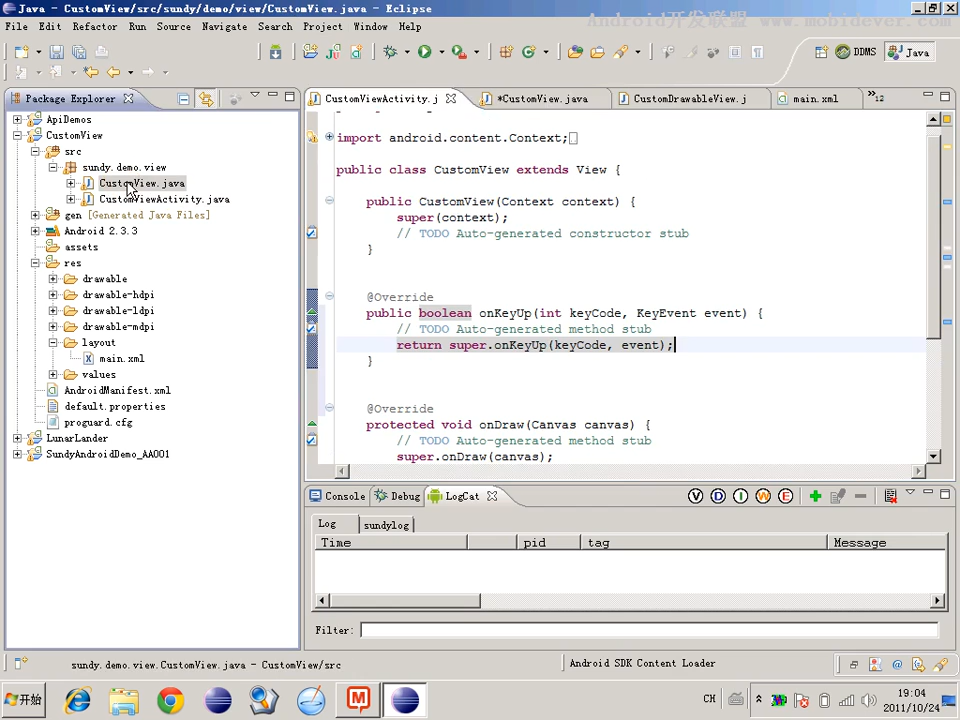 Java - CustomView/src/sundy/demo/view/CustomView.java - Eclipse
Android开发联盟 www.mobidever.com
File Edit Refactor Run Source Navigate Search Project Window Help
DDMS
Java
Package Explorer
CustomViewActivity.j
*CustomView.java
CustomDrawableView.j
main.xml
»12
ApiDemos
CustomView
src
sundy.demo.view
CustomView.java
CustomViewActivity.java
gen [Generated Java Files]
Android 2.3.3
assets
res
drawable
drawable-hdpi
drawable-ldpi
drawable-mdpi
layout
main.xml
values
AndroidManifest.xml
default.properties
proguard.cfg
LunarLander
SundyAndroidDemo_AA001
import android.content.Context;
public class CustomView extends View {
public CustomView(Context context) {
super(context);
// TODO Auto-generated constructor stub
}
@Override
public boolean onKeyUp(int keyCode, KeyEvent event) {
// TODO Auto-generated method stub
return super.onKeyUp(keyCode, event);
}
@Override
protected void onDraw(Canvas canvas) {
// TODO Auto-generated method stub
super.onDraw(canvas);
Console
Debug
LogCat
V D I W E
Log
sundylog
Time pid tag Message
Filter:
sundy.demo.view.CustomView.java - CustomView/src
Android SDK Content Loader
开始
CH
19:04
2011/10/24